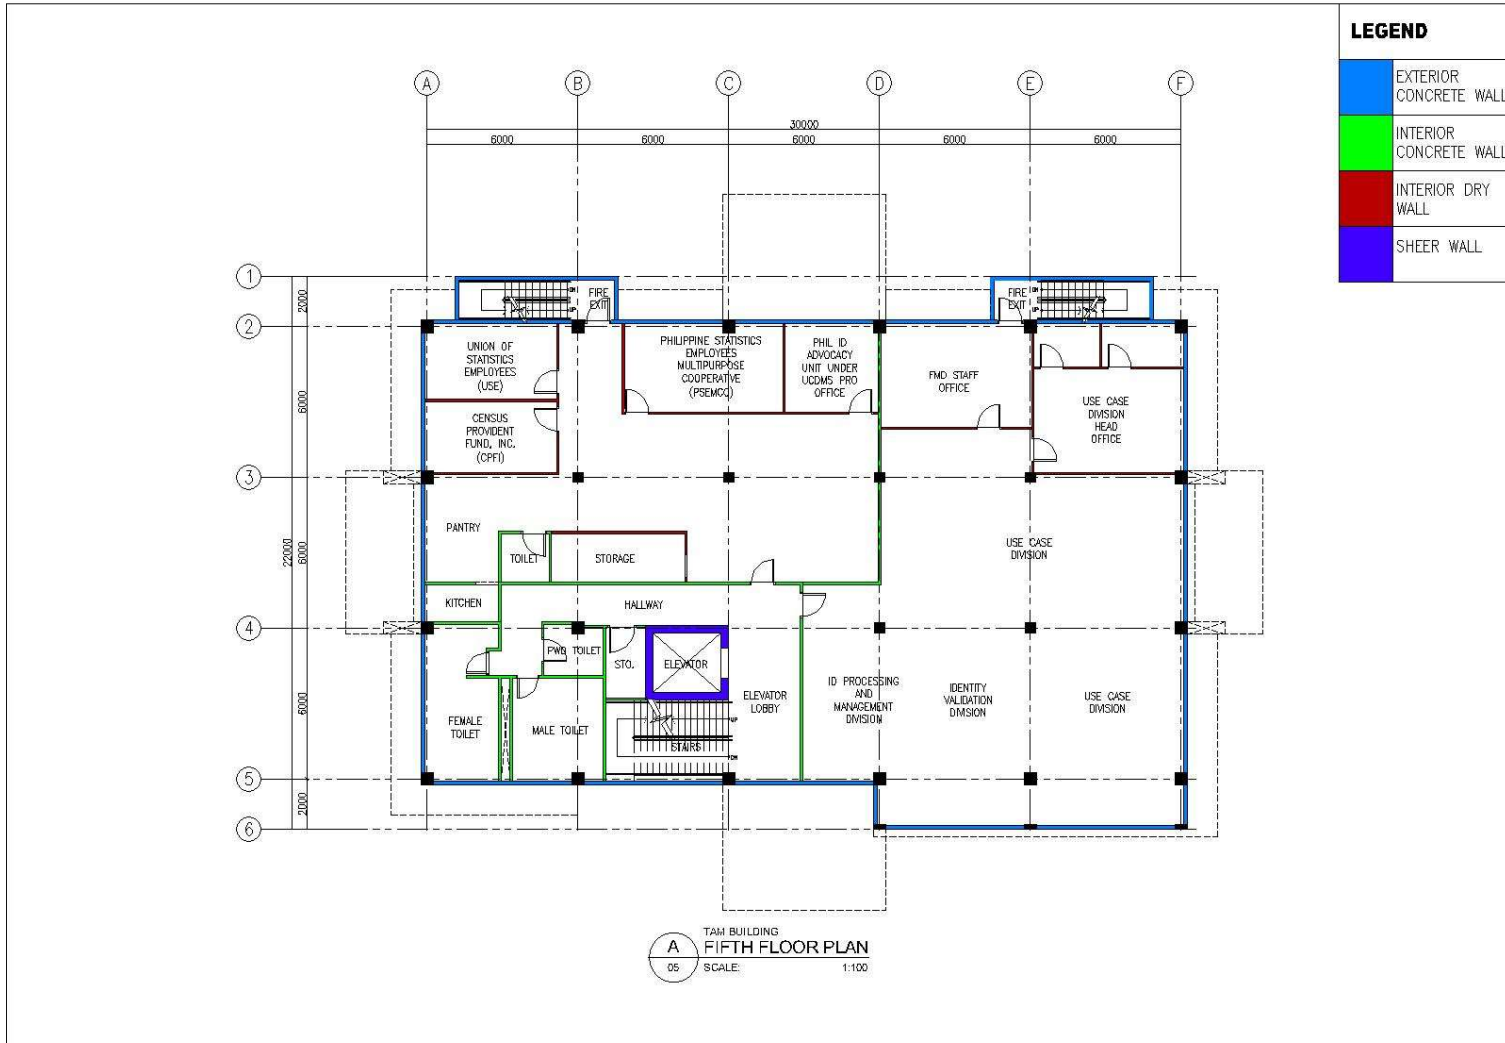 LEGEND
EXTERIOR
CONCRETE WALL
INTERIOR
CONCRETE WALL
INTERIOR DRY
WALL
SHEER WALL
A
B
C
D
E
F
30000
6000
6000
6000
6000
6000
1
2
3
4
5
6
2000
6000
6000
22000
6000
2000
FIRE
EXIT
FIRE
EXIT
UNION OF
STATISTICS
EMPLOYEES
(USE)
PHILIPPINE STATISTICS
EMPLOYEES
MULTIPURPOSE
COOPERATIVE
(PSEMCO)
PHIL ID
ADVOCACY
UNIT UNDER
UCDMS PRO
OFFICE
FMD STAFF
OFFICE
USE CASE
DIVISION
HEAD
OFFICE
CENSUS
PROVIDENT
FUND, INC.
(CPFI)
PANTRY
TOILET
STORAGE
USE CASE
DIVISION
KITCHEN
HALLWAY
PWD TOILET
STO.
ELEVATOR
ELEVATOR
LOBBY
ID PROCESSING
AND
MANAGEMENT
DIVISION
IDENTITY
VALIDATION
DIVISION
USE CASE
DIVISION
FEMALE
TOILET
MALE TOILET
STAIRS
UP
DN
A
05
TAM BUILDING
FIFTH FLOOR PLAN
SCALE: 1:100